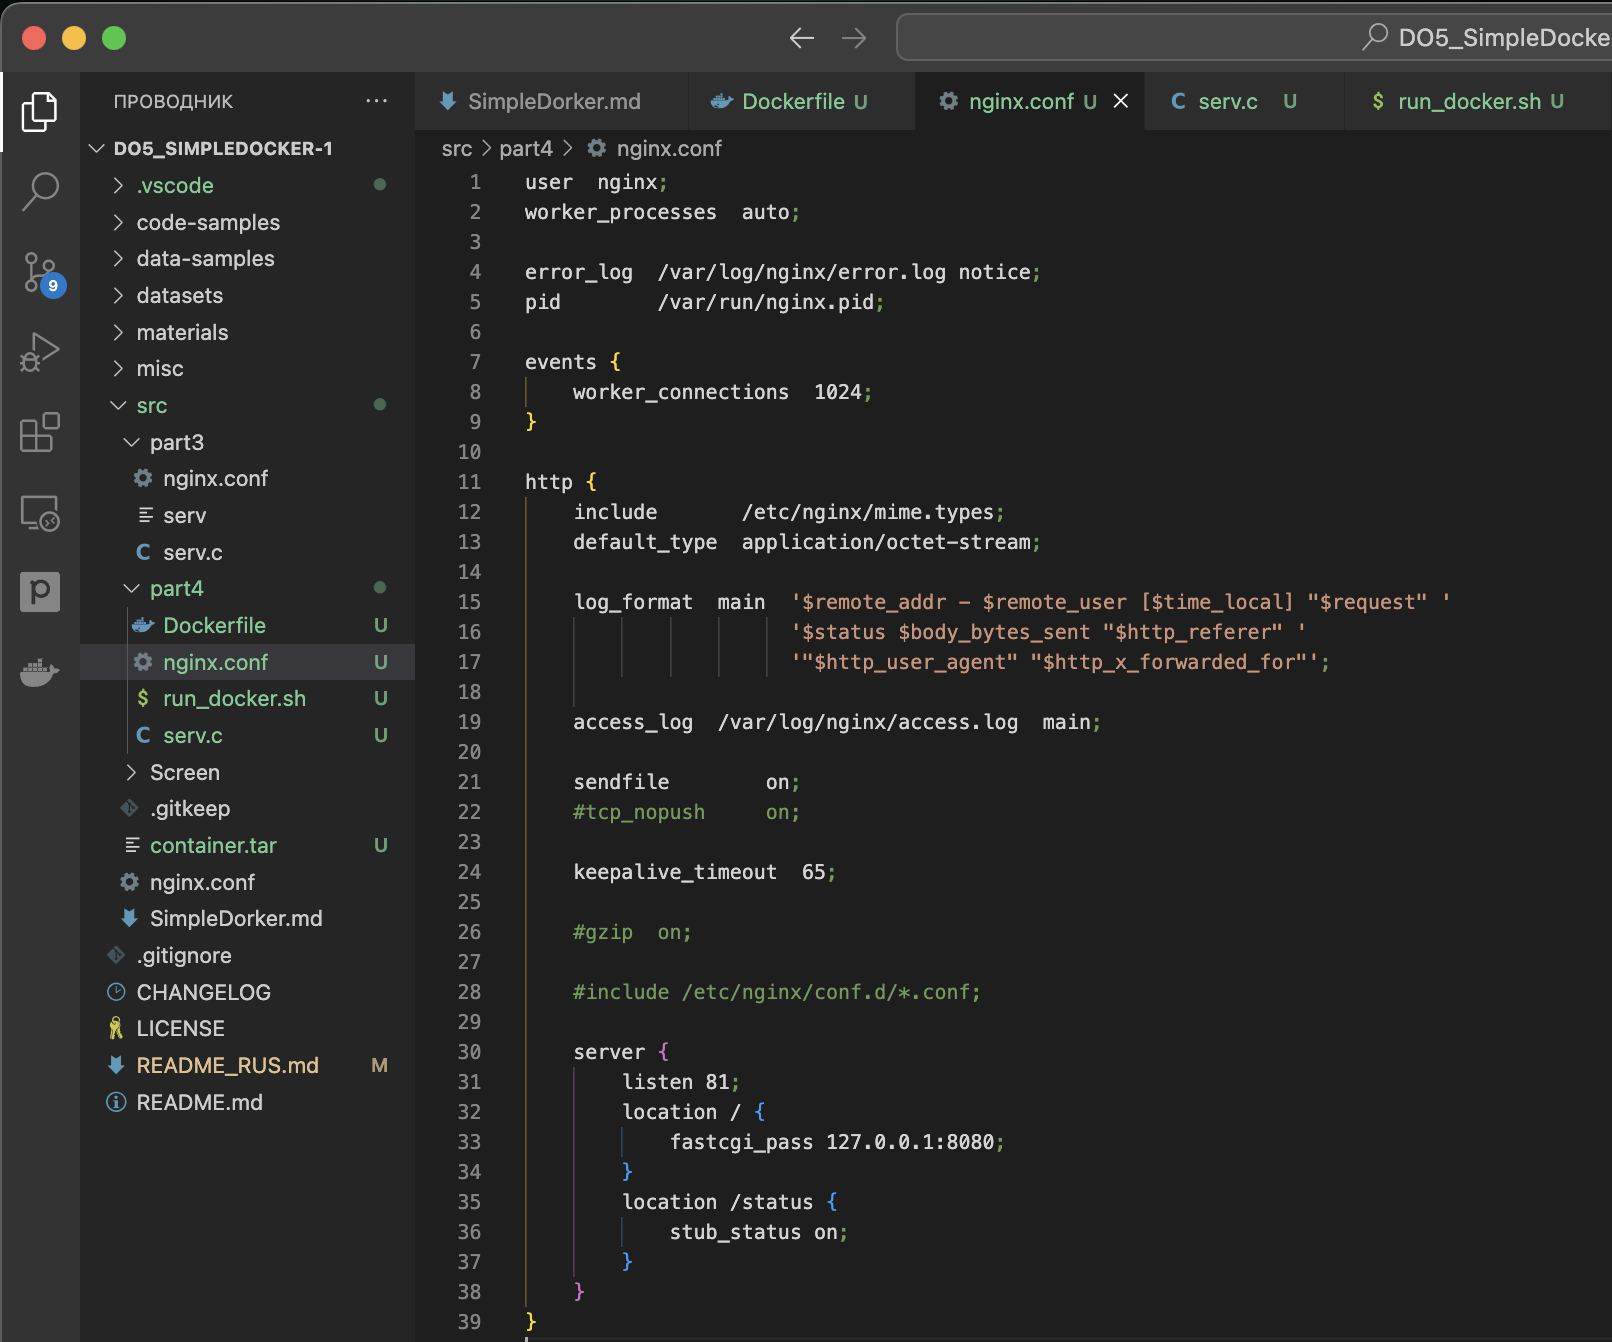 DO5_SimpleDocke
ПРОВОДНИК ...
SimpleDorker.md
Dockerfile U
nginx.conf U
C serv.c U
$ run_docker.sh U
DO5_SIMPLEDOCKER-1
.vscode
code-samples
data-samples
datasets
materials
misc
src
part3
nginx.conf
serv
C serv.c
part4
Dockerfile U
nginx.conf U
$ run_docker.sh U
C serv.c U
Screen
.gitkeep
container.tar U
nginx.conf
SimpleDorker.md
.gitignore
CHANGELOG
LICENSE
README_RUS.md M
README.md
9
p
src > part4 > nginx.conf
1 user  nginx;
2 worker_processes  auto;
3
4 error_log  /var/log/nginx/error.log notice;
5 pid        /var/run/nginx.pid;
6
7 events {
8     worker_connections  1024;
9 }
10
11 http {
12     include       /etc/nginx/mime.types;
13     default_type  application/octet-stream;
14
15     log_format  main  '$remote_addr - $remote_user [$time_local] "$request" '
16                       '$status $body_bytes_sent "$http_referer" '
17                       '"$http_user_agent" "$http_x_forwarded_for"';
18
19     access_log  /var/log/nginx/access.log  main;
20
21     sendfile        on;
22     #tcp_nopush     on;
23
24     keepalive_timeout  65;
25
26     #gzip  on;
27
28     #include /etc/nginx/conf.d/*.conf;
29
30     server {
31         listen 81;
32         location / {
33             fastcgi_pass 127.0.0.1:8080;
34         }
35         location /status {
36             stub_status on;
37         }
38     }
39 }